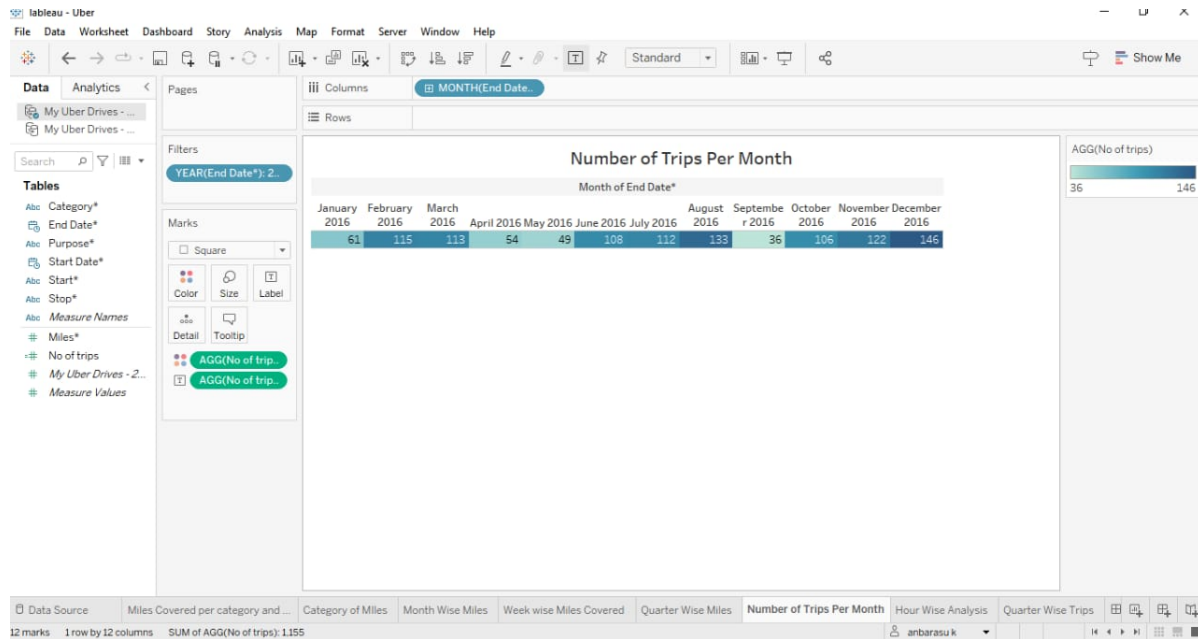 Tableau - Uber
File Data Worksheet Dashboard Story Analysis Map Format Server Window Help
Standard
Show Me
Data Analytics
My Uber Drives - ...
My Uber Drives - ...
Search
Tables
Abc Category*
End Date*
Abc Purpose*
Start Date*
Abc Start*
Abc Stop*
Abc Measure Names
# Miles*
=# No of trips
# My Uber Drives - 2...
# Measure Values
Pages
Filters
YEAR(End Date*): 2..
Marks
Square
Color Size Label
Detail Tooltip
AGG(No of trip..
AGG(No of trip..
Columns
MONTH(End Date..
Rows
Number of Trips Per Month
Month of End Date*
January February March August Septembe October November December
2016 2016 2016 April 2016 May 2016 June 2016 July 2016 2016 r 2016 2016 2016 2016
61 115 113 54 49 108 112 133 36 106 122 146
AGG(No of trips)
36 146
Data Source Miles Covered per category and ... Category of MIles Month Wise Miles Week wise Miles Covered Quarter Wise Miles Number of Trips Per Month Hour Wise Analysis Quarter Wise Trips
12 marks 1 row by 12 columns SUM of AGG(No of trips): 1,155
anbarasu k